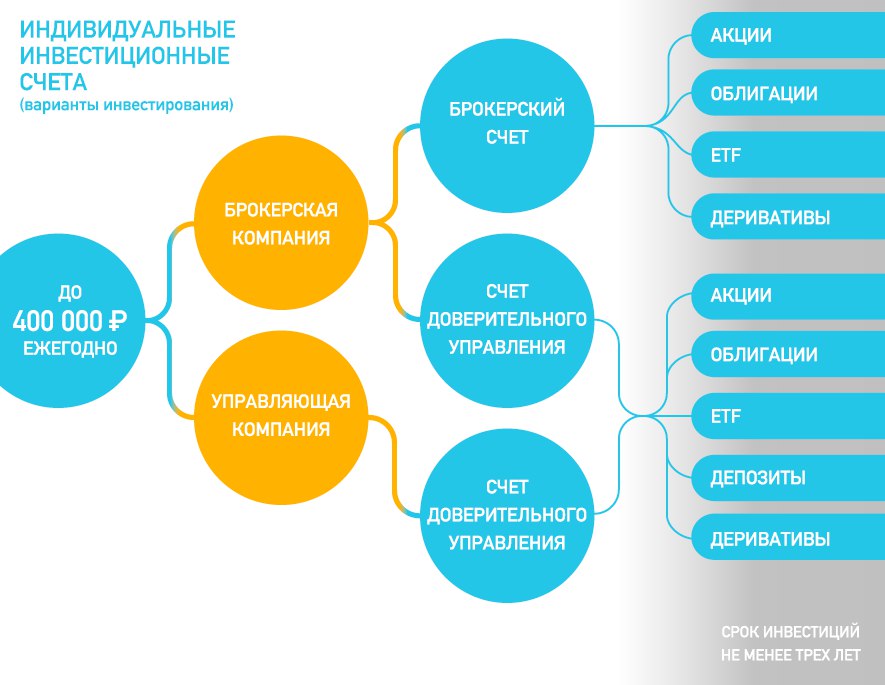 ИНДИВИДУАЛЬНЫЕ
ИНВЕСТИЦИОННЫЕ
СЧЕТА
(варианты инвестирования)
ДО
400 000 ₽
ЕЖЕГОДНО
БРОКЕРСКАЯ
КОМПАНИЯ
УПРАВЛЯЮЩАЯ
КОМПАНИЯ
БРОКЕРСКИЙ
СЧЕТ
СЧЕТ
ДОВЕРИТЕЛЬНОГО
УПРАВЛЕНИЯ
СЧЕТ
ДОВЕРИТЕЛЬНОГО
УПРАВЛЕНИЯ
АКЦИИ
ОБЛИГАЦИИ
ETF
ДЕРИВАТИВЫ
АКЦИИ
ОБЛИГАЦИИ
ETF
ДЕПОЗИТЫ
ДЕРИВАТИВЫ
СРОК ИНВЕСТИЦИЙ
НЕ МЕНЕЕ ТРЕХ ЛЕТ